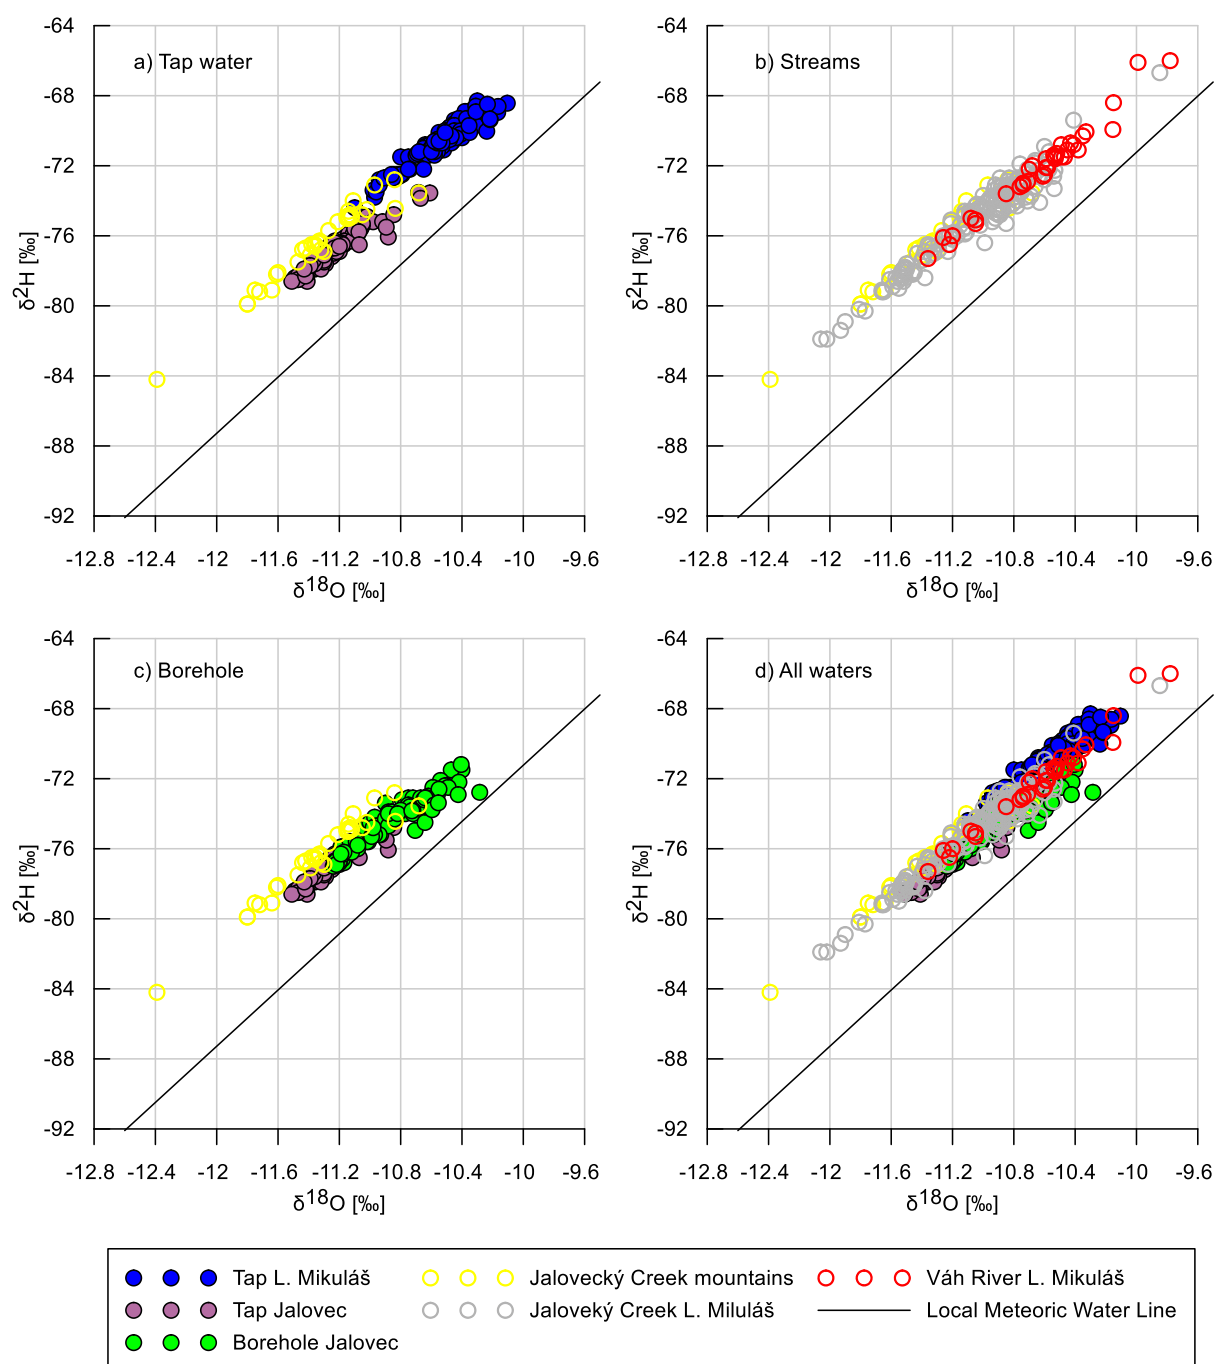 a) Tap water
-64
-68
-72
-76
-80
-84
-88
-92
δ²H [‰]
-12.8 -12.4 -12 -11.6 -11.2 -10.8 -10.4 -10 -9.6
δ¹⁸O [‰]
b) Streams
-64
-68
-72
-76
-80
-84
-88
-92
δ²H [‰]
-12.8 -12.4 -12 -11.6 -11.2 -10.8 -10.4 -10 -9.6
δ¹⁸O [‰]
c) Borehole
-64
-68
-72
-76
-80
-84
-88
-92
δ²H [‰]
-12.8 -12.4 -12 -11.6 -11.2 -10.8 -10.4 -10 -9.6
δ¹⁸O [‰]
d) All waters
-64
-68
-72
-76
-80
-84
-88
-92
δ²H [‰]
-12.8 -12.4 -12 -11.6 -11.2 -10.8 -10.4 -10 -9.6
δ¹⁸O [‰]
Tap L. Mikuláš
Tap Jalovec
Borehole Jalovec
Jalovecký Creek mountains
Jaloveký Creek L. Miluláš
Váh River L. Mikuláš
Local Meteoric Water Line